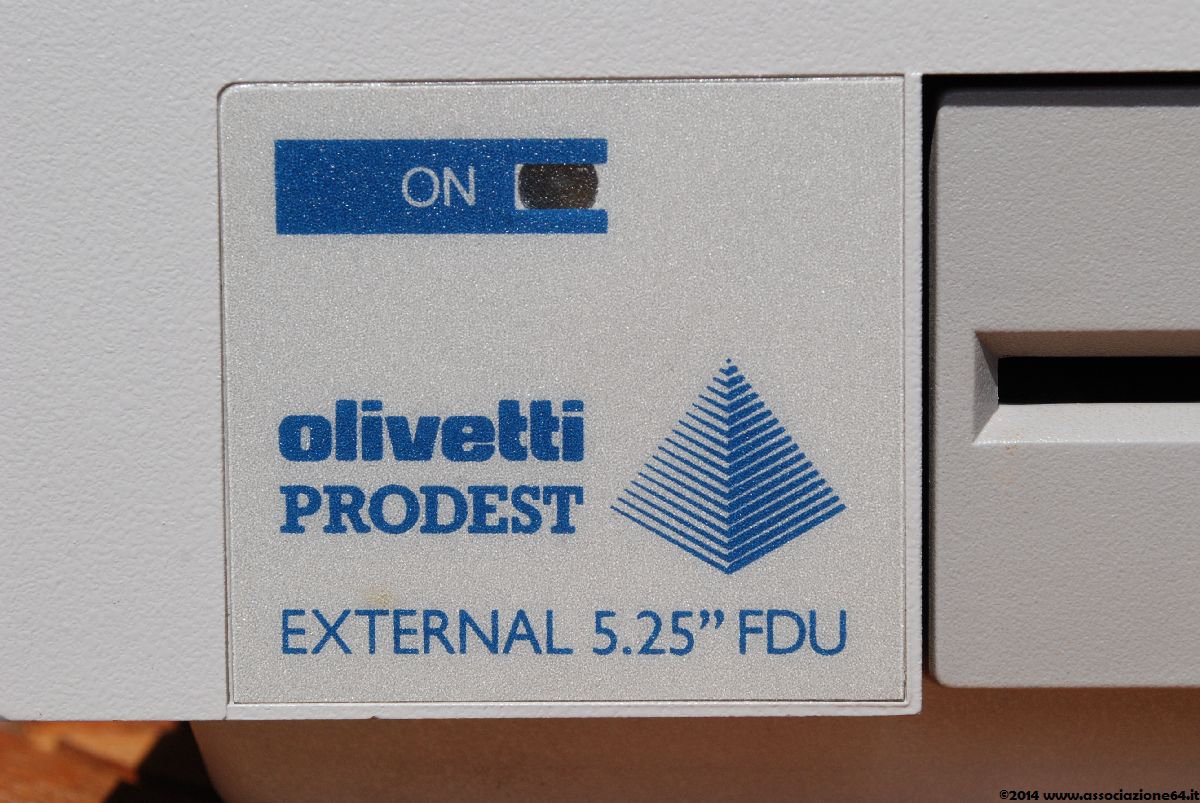 ON
olivetti
PRODEST
EXTERNAL 5.25” FDU
©2014 www.associazione64.it